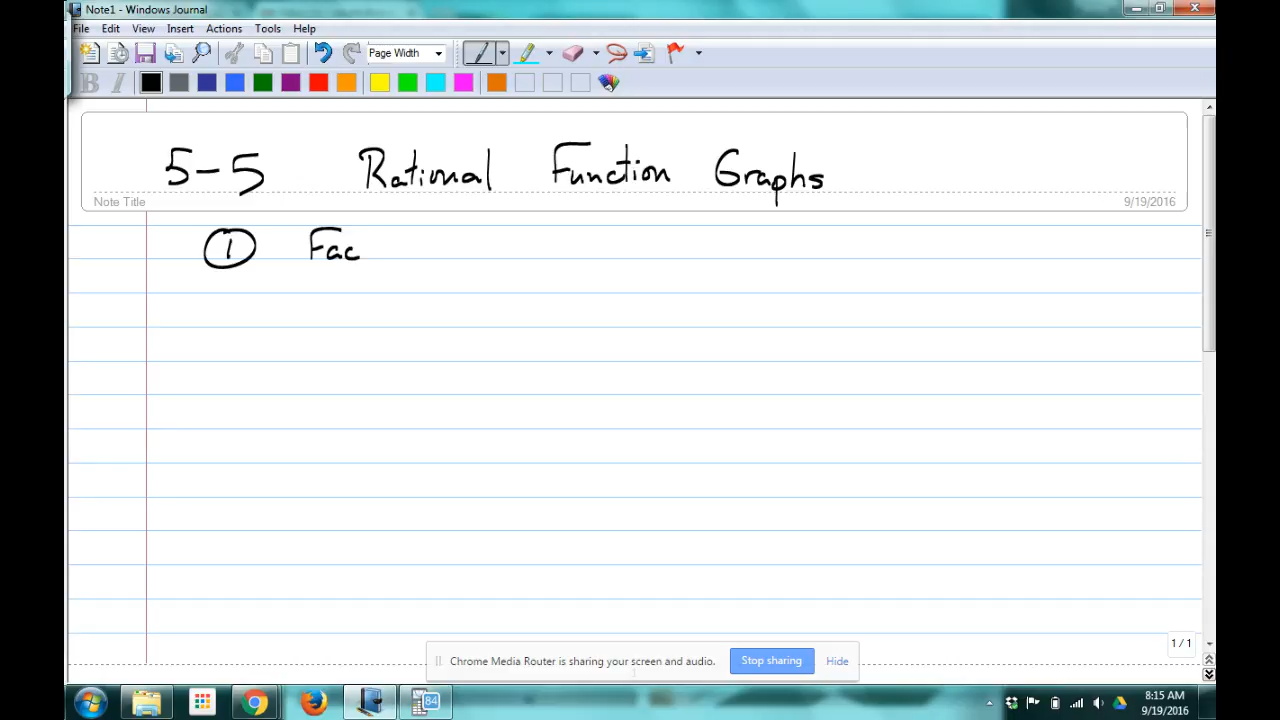 Note1 - Windows Journal
File Edit View Insert Actions Tools Help
Page Width
B I
5-5 Rational Function Graphs
Note Title 9/19/2016
① Fac
1 / 1
Chrome Media Router is sharing your screen and audio. Stop sharing Hide
84
8:15 AM
9/19/2016